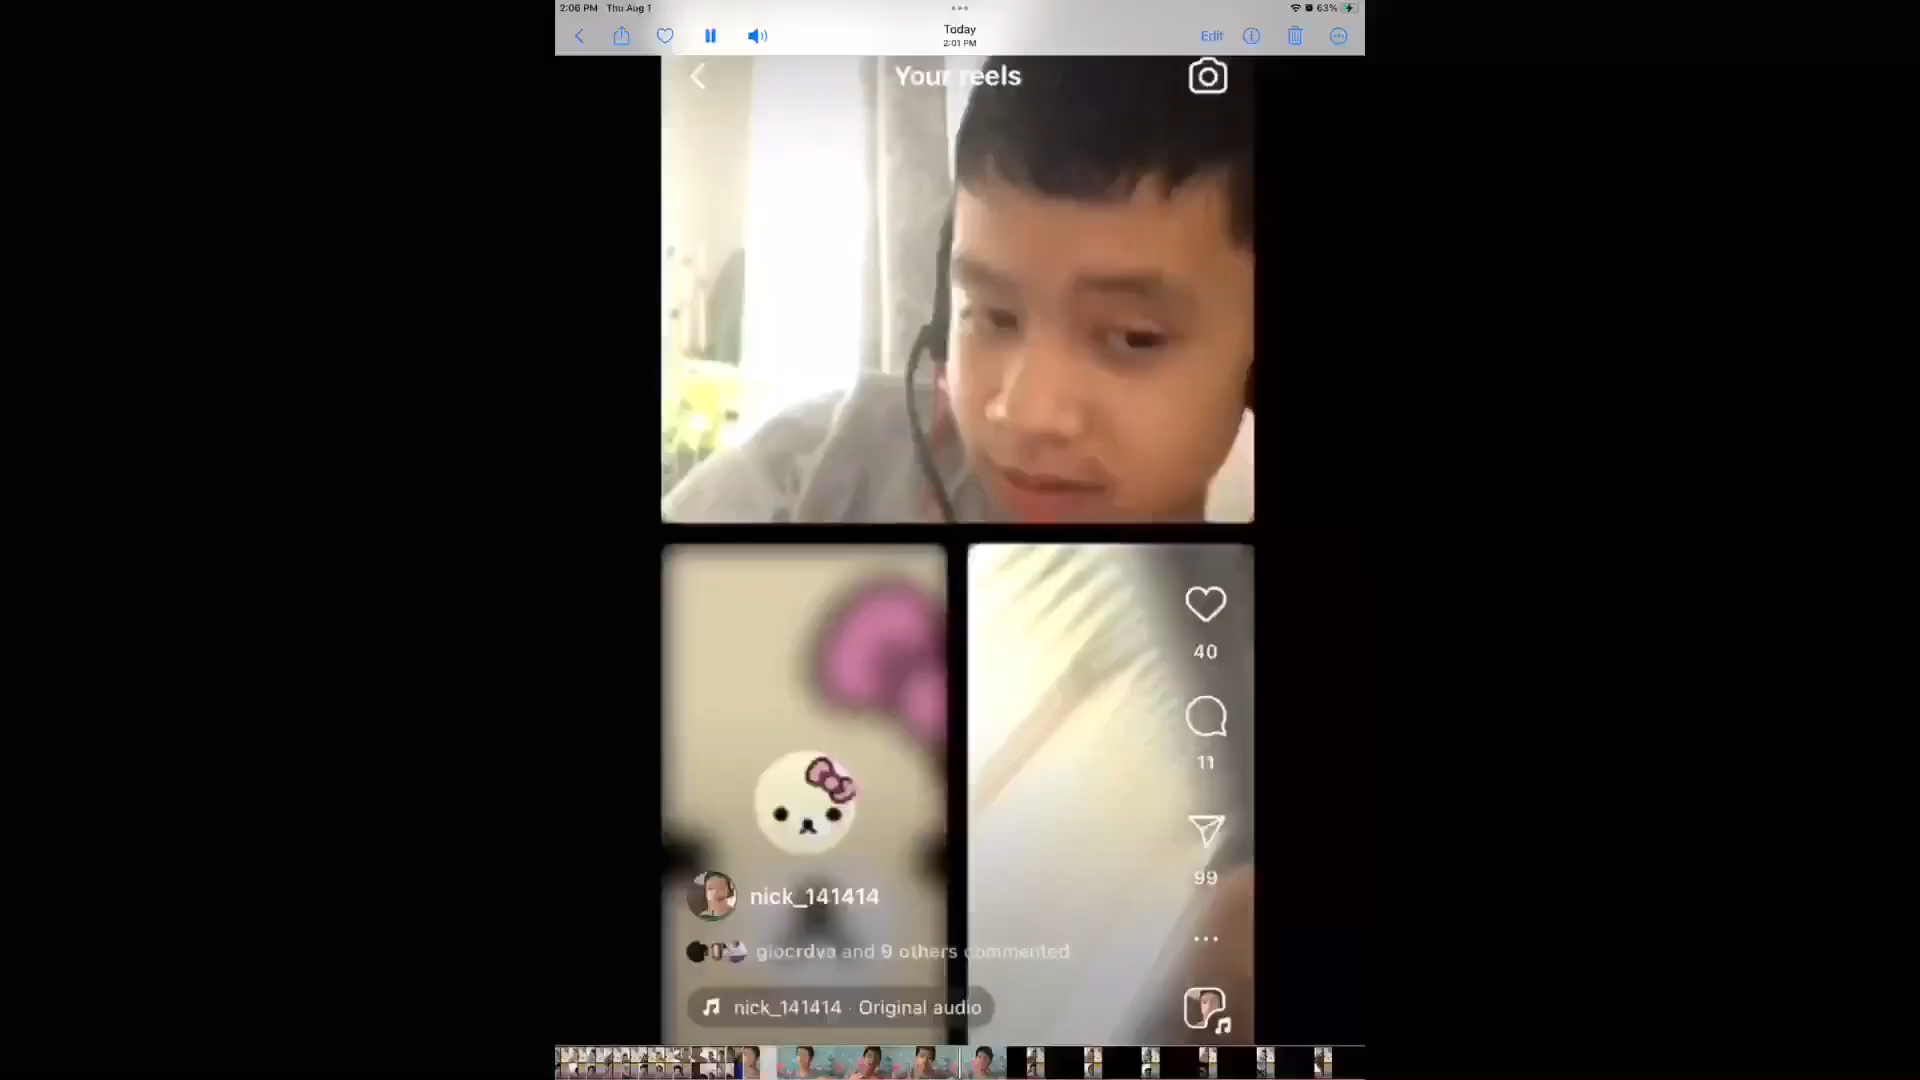 2:06 PM Thu Aug 1
63%
Today
2:01 PM
Edit
Your reels
40
11
99
nick_141414
glocrdva and 9 others commented
nick_141414 · Original audio